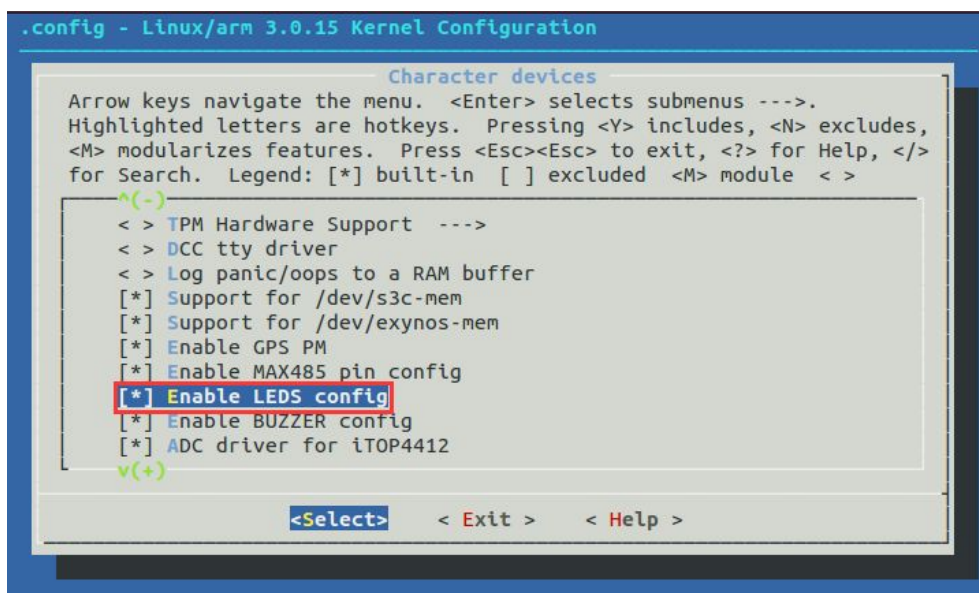 .config - Linux/arm 3.0.15 Kernel Configuration
Character devices
Arrow keys navigate the menu.  <Enter> selects submenus --->.
Highlighted letters are hotkeys.  Pressing <Y> includes, <N> excludes,
<M> modularizes features.  Press <Esc><Esc> to exit, <?> for Help, </>
for Search.  Legend: [*] built-in  [ ] excluded  <M> module  < >
^(-)
< > TPM Hardware Support  --->
< > DCC tty driver
< > Log panic/oops to a RAM buffer
[*] Support for /dev/s3c-mem
[*] Support for /dev/exynos-mem
[*] Enable GPS PM
[*] Enable MAX485 pin config
[*] Enable LEDS config
[*] Enable BUZZER config
[*] ADC driver for iTOP4412
v(+)
<Select>    < Exit >    < Help >